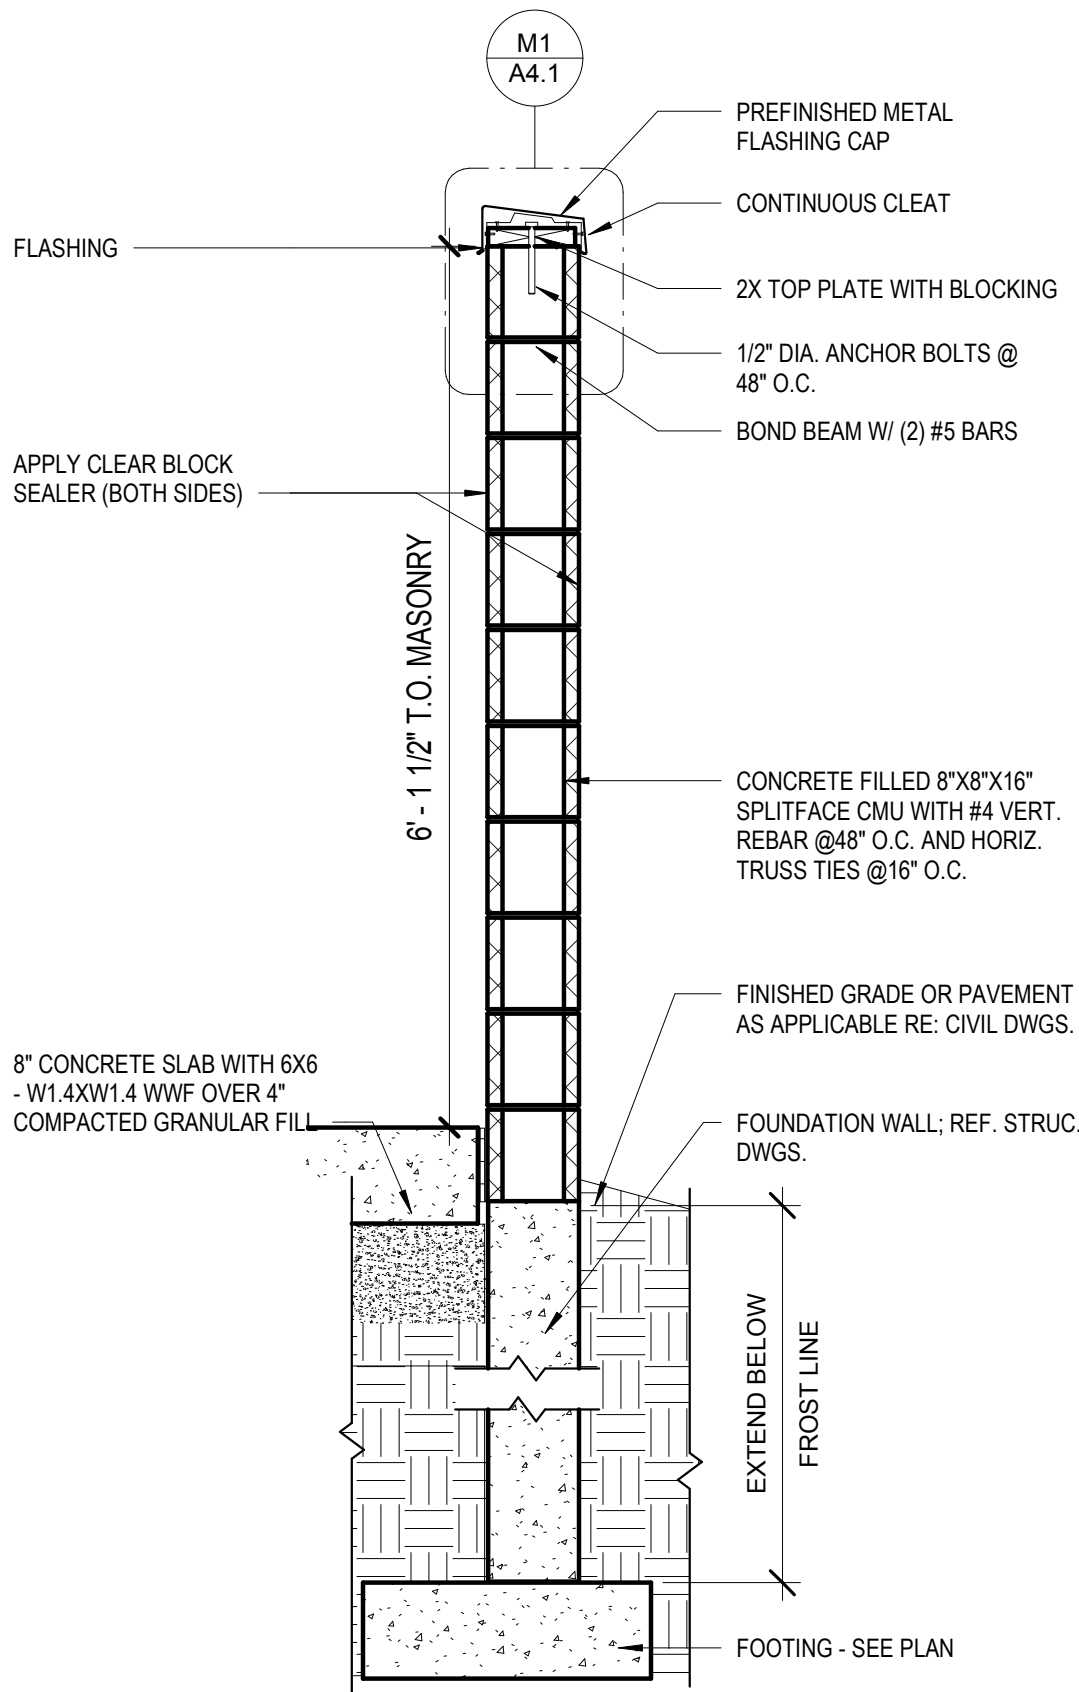 M1
A4.1
PREFINISHED METAL
FLASHING CAP
CONTINUOUS CLEAT
FLASHING
2X TOP PLATE WITH BLOCKING
1/2" DIA. ANCHOR BOLTS @
48" O.C.
BOND BEAM W/ (2) #5 BARS
APPLY CLEAR BLOCK
SEALER (BOTH SIDES)
6' - 1 1/2" T.O. MASONRY
CONCRETE FILLED 8"X8"X16"
SPLITFACE CMU WITH #4 VERT.
REBAR @48" O.C. AND HORIZ.
TRUSS TIES @16" O.C.
FINISHED GRADE OR PAVEMENT
AS APPLICABLE RE: CIVIL DWGS.
8" CONCRETE SLAB WITH 6X6
- W1.4XW1.4 WWF OVER 4"
COMPACTED GRANULAR FILL
FOUNDATION WALL; REF. STRUC.
DWGS.
EXTEND BELOW
FROST LINE
FOOTING - SEE PLAN